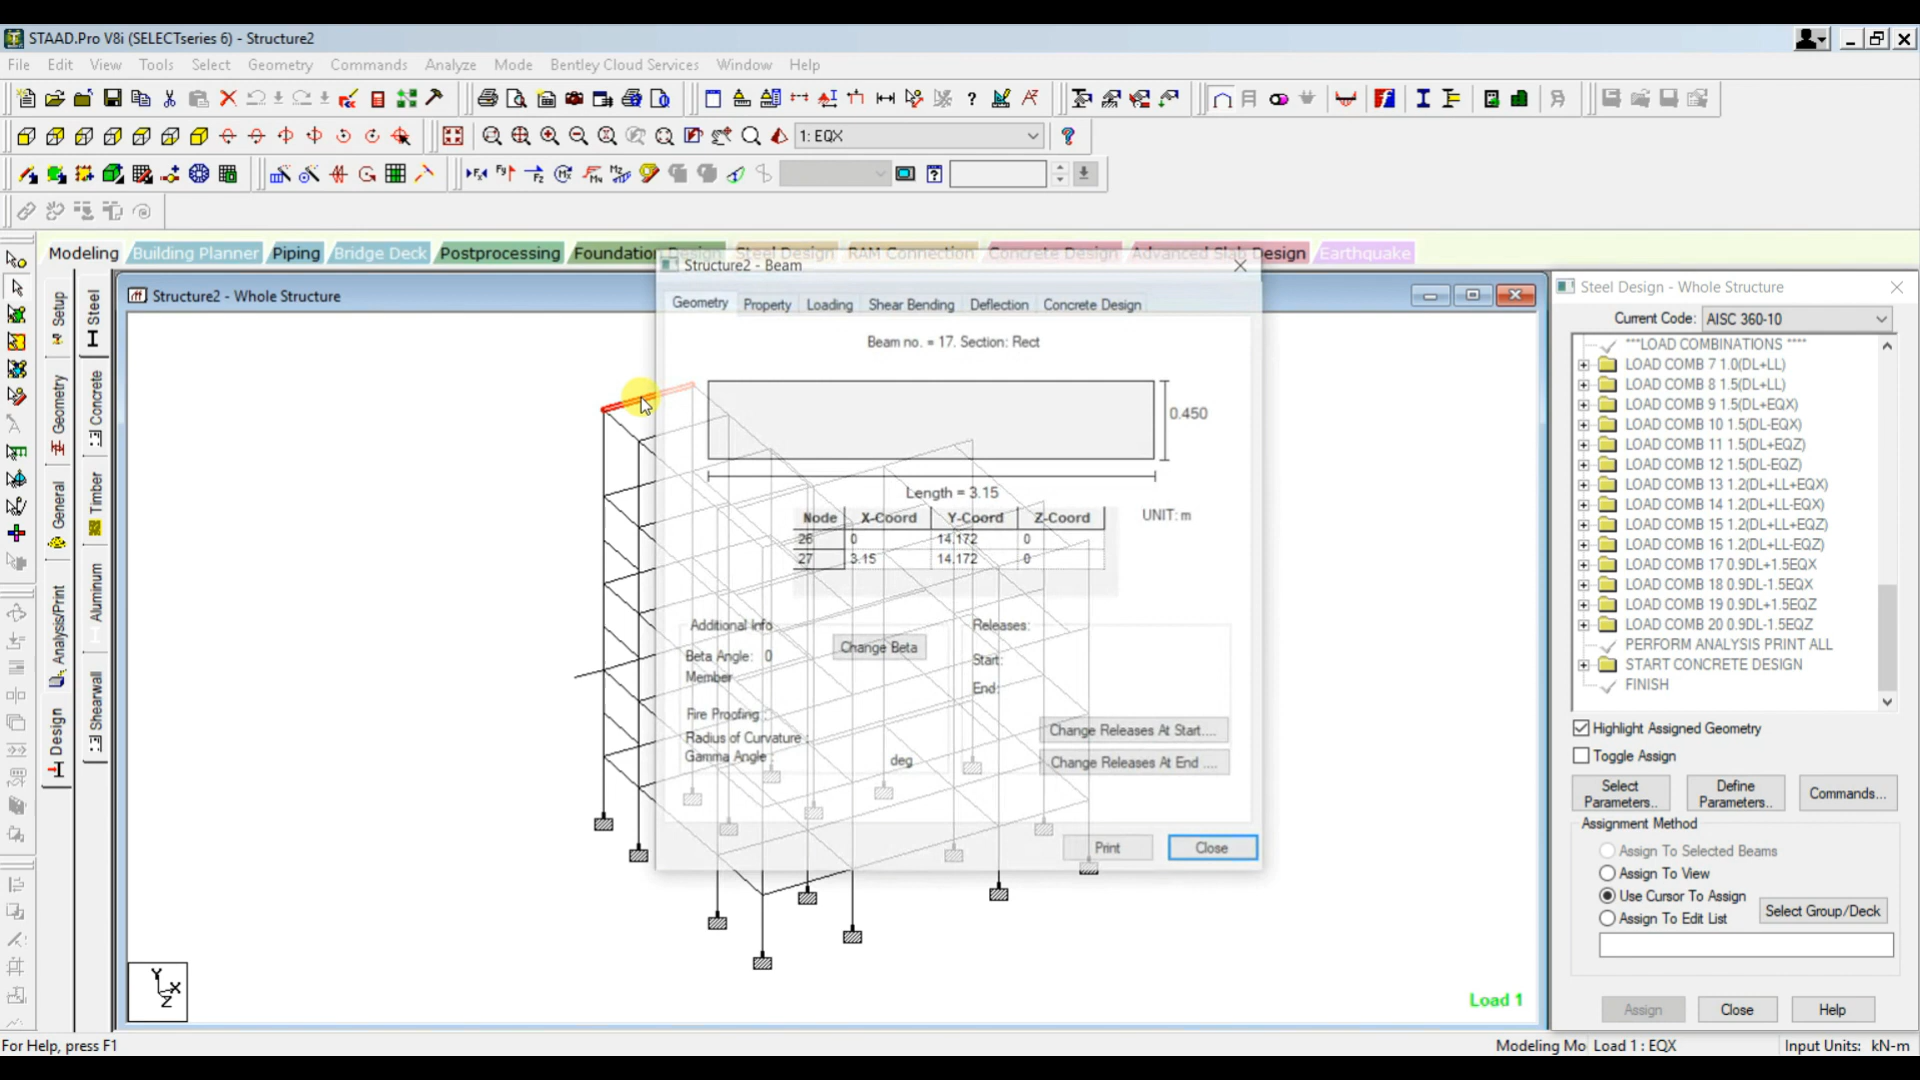 STAAD.Pro V8i (SELECTseries 6) - Structure2
File Edit View Tools Select Geometry Commands Analyze Mode Bentley Cloud Services Window Help
1: EQX
Modeling Building Planner Piping Bridge Deck Postprocessing Foundation Design Steel Design RAM Connection Concrete Design Advanced Slab Design Earthquake
Setup
Geometry
General
Analysis/Print
Design
Steel
Concrete
Timber
Aluminum
Shearwall
Structure2 - Whole Structure
Structure2 - Beam
Geometry Property Loading Shear Bending Deflection Concrete Design
Beam no. = 17. Section: Rect
0.450
Length = 3.15
Node X-Coord Y-Coord Z-Coord
UNIT: m
26 0 14.172 0
27 3.15 14.172 0
Additional Info
Beta Angle: 0
Change Beta
Member
Fire Proofing :
Radius of Curvature :
Gamma Angle :
deg
Releases:
Start:
End:
Change Releases At Start....
Change Releases At End ....
Print
Close
Y
X
Z
Load 1
Steel Design - Whole Structure
Current Code: AISC 360-10
***LOAD COMBINATIONS ****
LOAD COMB 7 1.0(DL+LL)
LOAD COMB 8 1.5(DL+LL)
LOAD COMB 9 1.5(DL+EQX)
LOAD COMB 10 1.5(DL-EQX)
LOAD COMB 11 1.5(DL+EQZ)
LOAD COMB 12 1.5(DL-EQZ)
LOAD COMB 13 1.2(DL+LL+EQX)
LOAD COMB 14 1.2(DL+LL-EQX)
LOAD COMB 15 1.2(DL+LL+EQZ)
LOAD COMB 16 1.2(DL+LL-EQZ)
LOAD COMB 17 0.9DL+1.5EQX
LOAD COMB 18 0.9DL-1.5EQX
LOAD COMB 19 0.9DL+1.5EQZ
LOAD COMB 20 0.9DL-1.5EQZ
PERFORM ANALYSIS PRINT ALL
START CONCRETE DESIGN
FINISH
Highlight Assigned Geometry
Toggle Assign
Select Parameters...
Define Parameters...
Commands...
Assignment Method
Assign To Selected Beams
Assign To View
Use Cursor To Assign
Assign To Edit List
Select Group/Deck
Assign
Close
Help
For Help, press F1
Modeling Mo
Load 1 : EQX
Input Units: kN-m